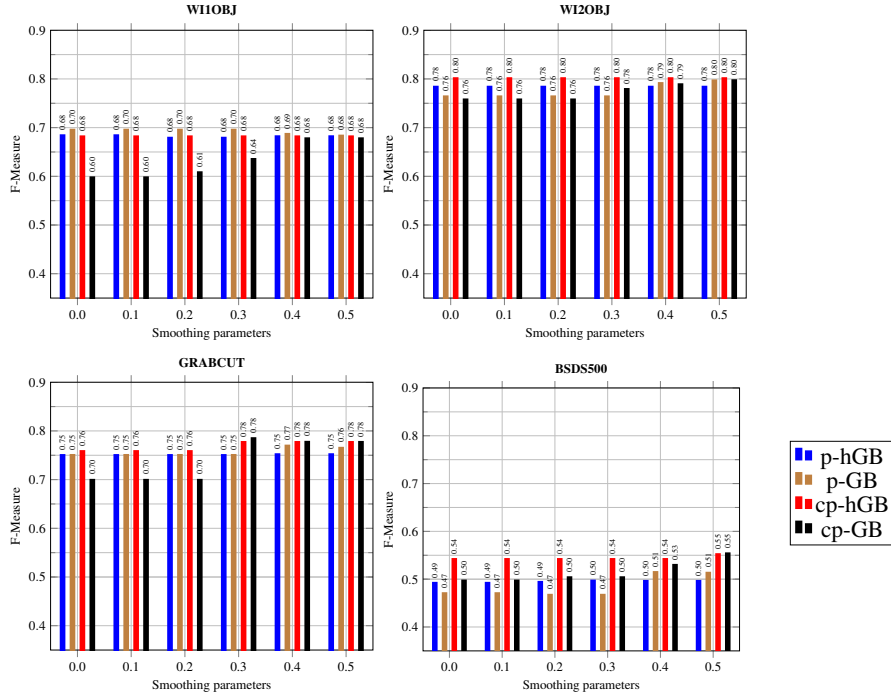 WI1OBJ
0.9
0.8
0.7
0.6
0.5
0.4
F-Measure
0.68 0.70 0.68 0.60
0.68 0.70 0.68 0.60
0.68 0.70 0.68 0.61
0.68 0.70 0.68 0.64
0.68 0.69 0.68 0.68
0.68 0.68 0.68 0.68
0.0 0.1 0.2 0.3 0.4 0.5
Smoothing parameters
WI2OBJ
0.9
0.8
0.7
0.6
0.5
0.4
F-Measure
0.78 0.76 0.80 0.76
0.78 0.76 0.80 0.76
0.78 0.76 0.80 0.76
0.78 0.76 0.80 0.78
0.78 0.79 0.80 0.79
0.78 0.80 0.80 0.80
0.0 0.1 0.2 0.3 0.4 0.5
Smoothing parameters
GRABCUT
0.9
0.8
0.7
0.6
0.5
0.4
F-Measure
0.75 0.75 0.76 0.70
0.75 0.75 0.76 0.70
0.75 0.75 0.76 0.70
0.75 0.75 0.78 0.78
0.75 0.77 0.78 0.78
0.75 0.76 0.78 0.78
0.0 0.1 0.2 0.3 0.4 0.5
Smoothing parameters
BSDS500
0.9
0.8
0.7
0.6
0.5
0.4
F-Measure
0.49 0.47 0.54 0.50
0.49 0.47 0.54 0.50
0.49 0.47 0.54 0.50
0.50 0.47 0.54 0.50
0.50 0.51 0.54 0.53
0.50 0.51 0.55 0.55
0.0 0.1 0.2 0.3 0.4 0.5
Smoothing parameters
p-hGB
p-GB
cp-hGB
cp-GB